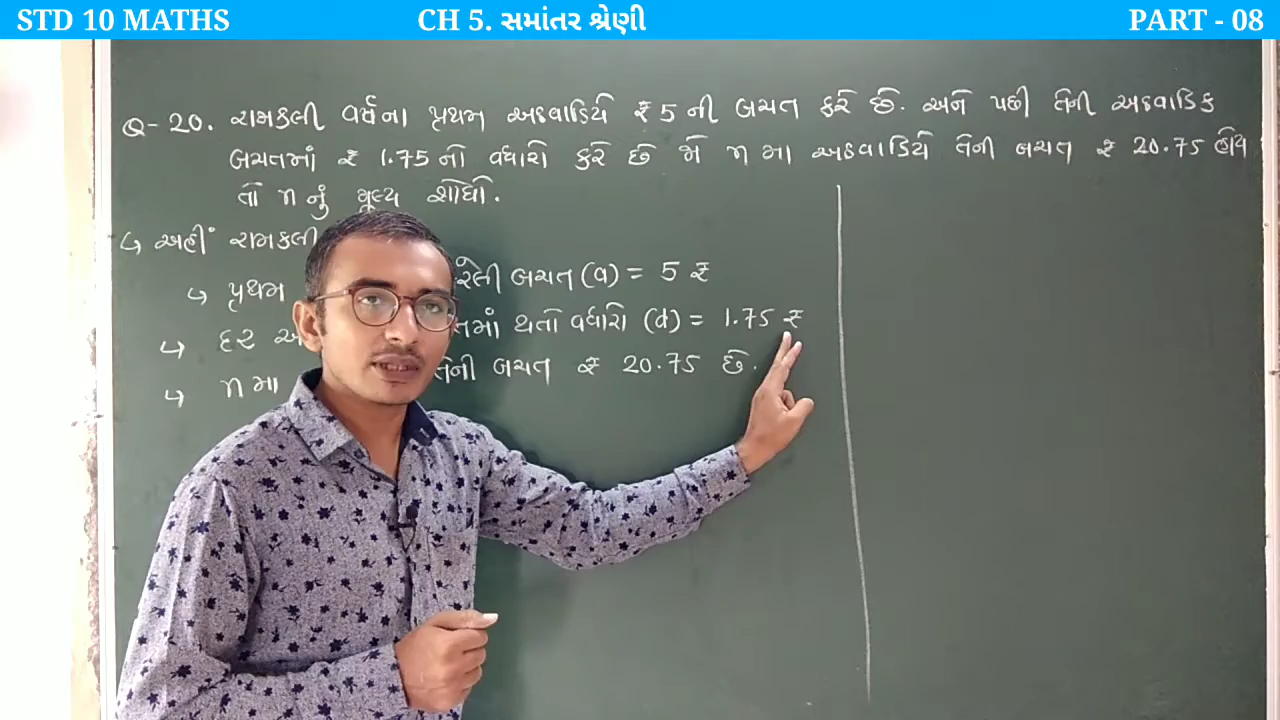 STD 10 MATHS CH 5. સમાંતર શ્રેણી PART - 08
Q-20. રામકલી વર્ષના પ્રથમ અઠવાડિયે ₹ 5 ની બચત કરે છે. અને પછી તેની અઠવાડિક
બચતમાં ₹ 1.75 નો વધારો કરે છે જો n મા અઠવાડિયે તેની બચત ₹ 20.75 હોય
તો n નું મૂલ્ય શોધો.
↳ અહીં રામકલી
↳ પ્રથમ રેલી બચત (a) = 5 ₹
↳ દર અ તમાં થતો વધારો (d) = 1.75 ₹
↳ n મા તેની બચત ₹ 20.75 છે.